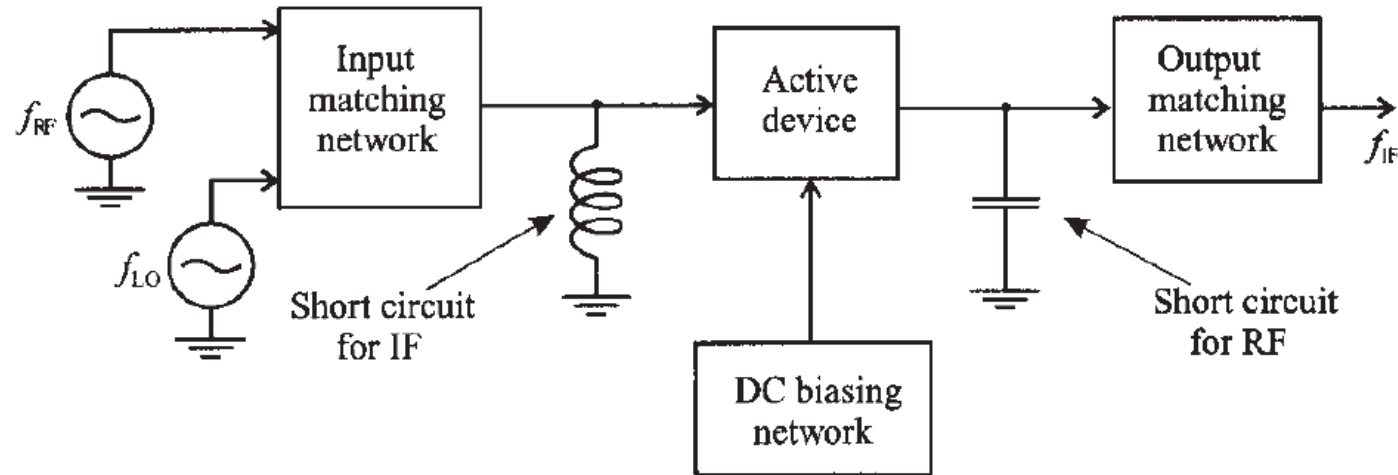 f_RF
f_LO
Input
matching
network
Short circuit
for IF
Active
device
DC biasing
network
Output
matching
network
f_IF
Short circuit
for RF